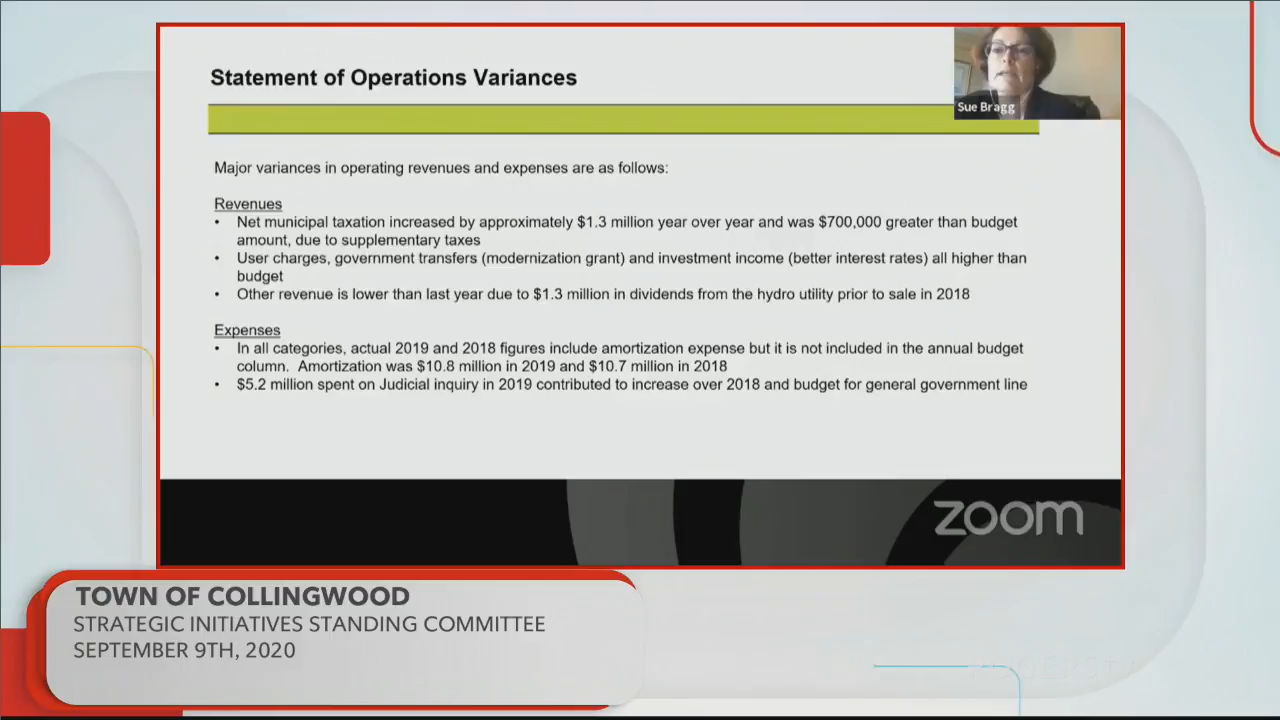 Statement of Operations Variances
Sue Bragg
Major variances in operating revenues and expenses are as follows:
Revenues
• Net municipal taxation increased by approximately $1.3 million year over year and was $700,000 greater than budget
amount, due to supplementary taxes
• User charges, government transfers (modernization grant) and investment income (better interest rates) all higher than
budget
• Other revenue is lower than last year due to $1.3 million in dividends from the hydro utility prior to sale in 2018
Expenses
• In all categories, actual 2019 and 2018 figures include amortization expense but it is not included in the annual budget
column. Amortization was $10.8 million in 2019 and $10.7 million in 2018
• $5.2 million spent on Judicial inquiry in 2019 contributed to increase over 2018 and budget for general government line
zoom
TOWN OF COLLINGWOOD
STRATEGIC INITIATIVES STANDING COMMITTEE
SEPTEMBER 9TH, 2020